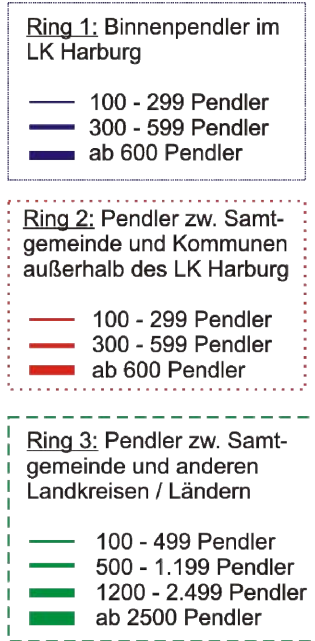 Ring 1: Binnenpendler im
LK Harburg
100 - 299 Pendler
300 - 599 Pendler
ab 600 Pendler
Ring 2: Pendler zw. Samt-
gemeinde und Kommunen
außerhalb des LK Harburg
100 - 299 Pendler
300 - 599 Pendler
ab 600 Pendler
Ring 3: Pendler zw. Samt-
gemeinde und anderen
Landkreisen / Ländern
100 - 499 Pendler
500 - 1.199 Pendler
1200 - 2.499 Pendler
ab 2500 Pendler